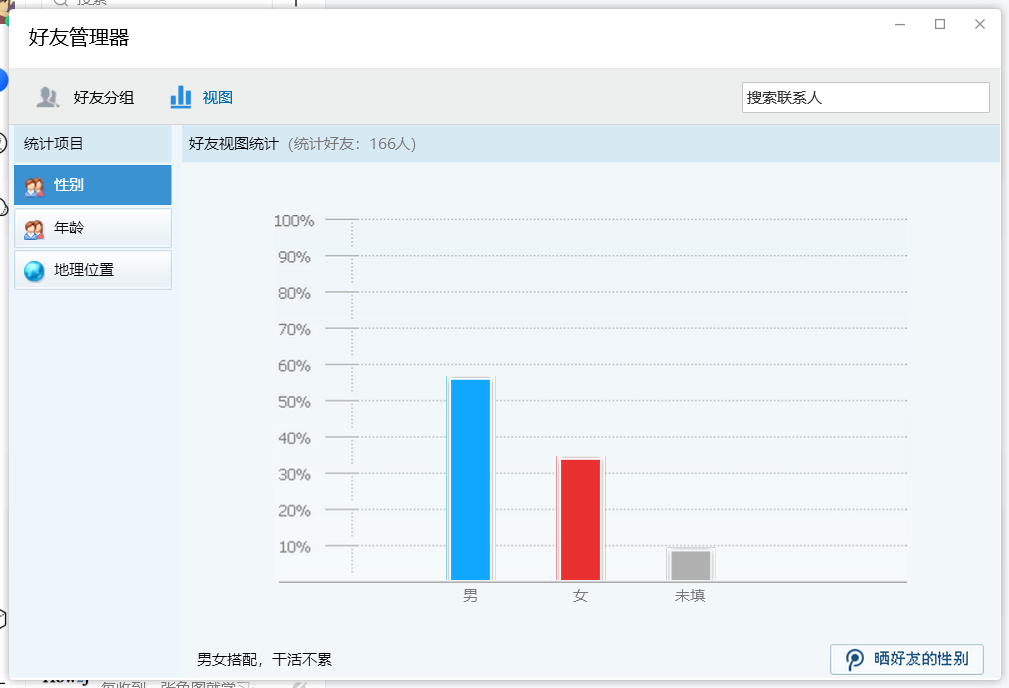 搜索
好友管理器
好友分组
视图
搜索联系人
统计项目
好友视图统计 (统计好友：166人)
性别
年龄
地理位置
100%
90%
80%
70%
60%
50%
40%
30%
20%
10%
男
女
未填
男女搭配，干活不累
晒好友的性别